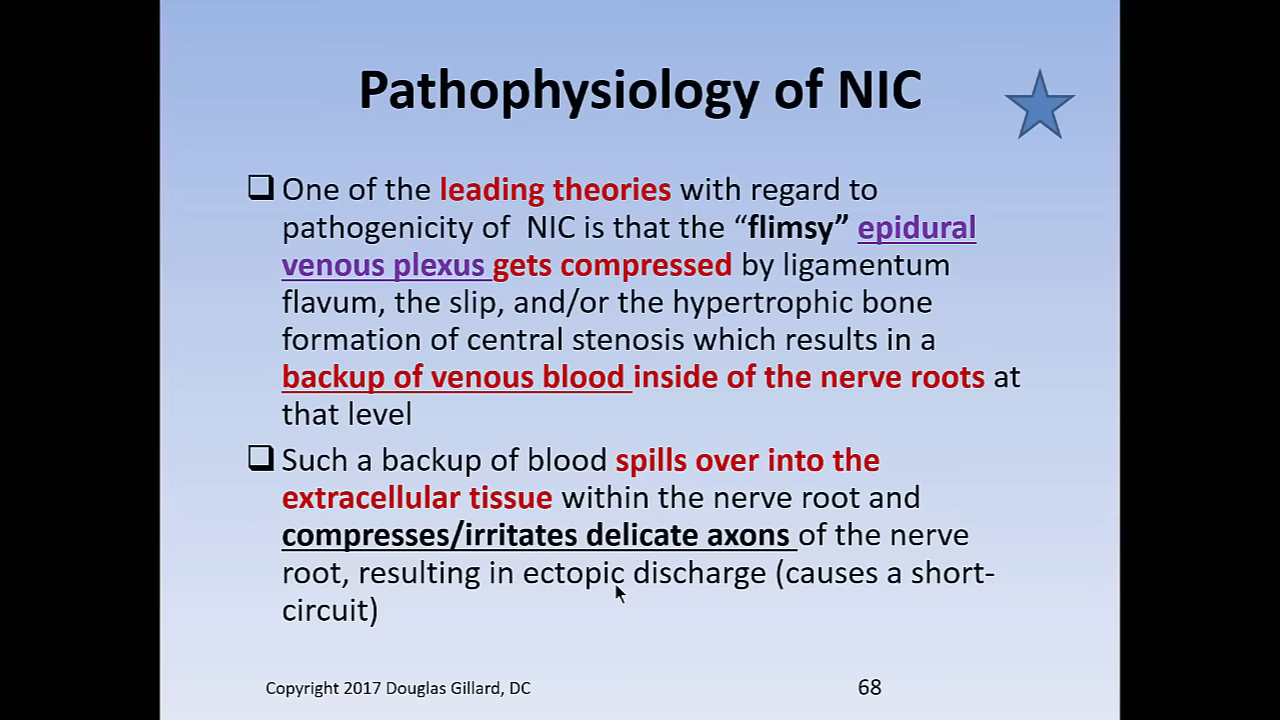 Pathophysiology of NIC
One of the leading theories with regard to
pathogenicity of  NIC is that the “flimsy” epidural
venous plexus gets compressed by ligamentum
flavum, the slip, and/or the hypertrophic bone
formation of central stenosis which results in a
backup of venous blood inside of the nerve roots at
that level
Such a backup of blood spills over into the
extracellular tissue within the nerve root and
compresses/irritates delicate axons of the nerve
root, resulting in ectopic discharge (causes a short-
circuit)
Copyright 2017 Douglas Gillard, DC 68